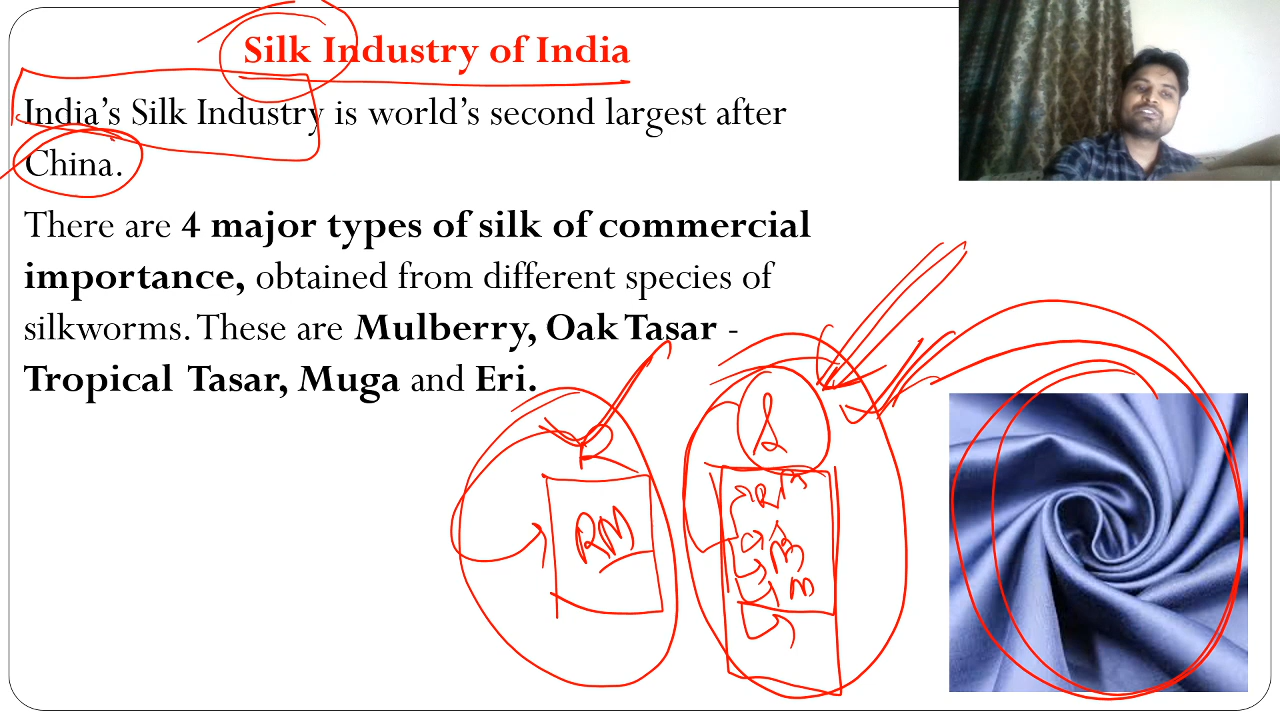 Silk Industry of India
India's Silk Industry is world's second largest after
China.
There are 4 major types of silk of commercial
importance, obtained from different species of
silkworms. These are Mulberry, Oak Tasar -
Tropical Tasar, Muga and Eri.
RM